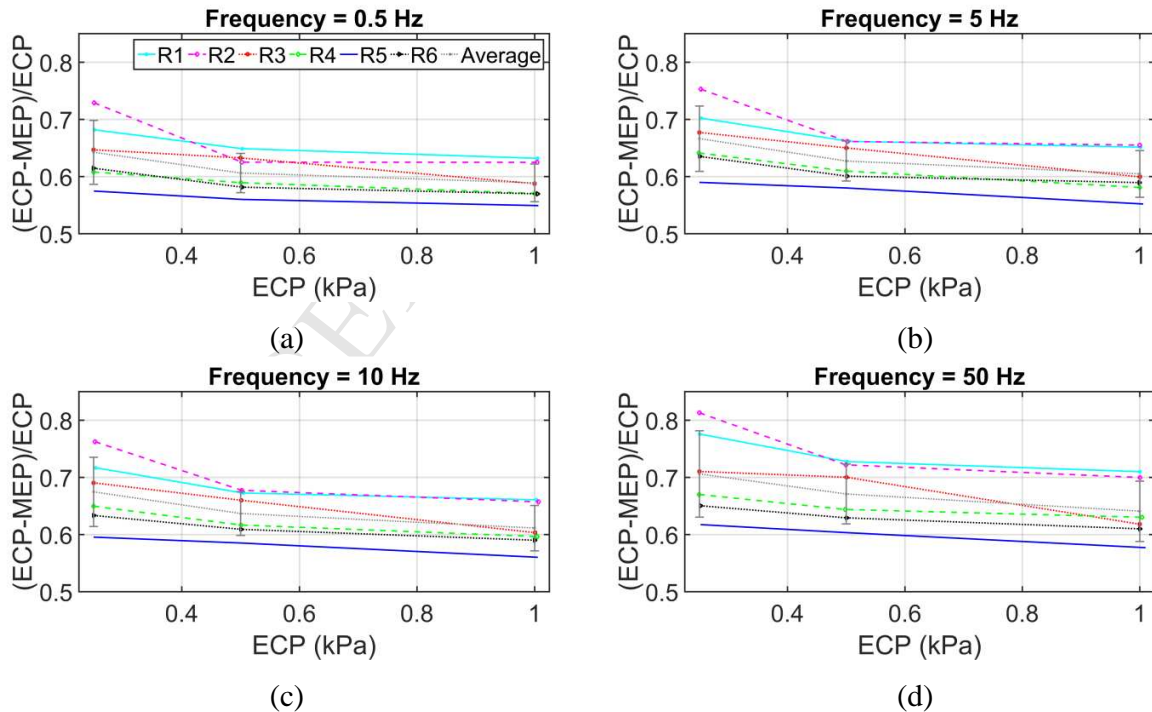 Frequency = 0.5 Hz
R1 R2 R3 R4 R5 R6 Average
(ECP-MEP)/ECP
0.8
0.7
0.6
0.5
0.4 0.6 0.8 1
ECP (kPa)
(a)
Frequency = 5 Hz
(ECP-MEP)/ECP
0.8
0.7
0.6
0.5
0.4 0.6 0.8 1
ECP (kPa)
(b)
Frequency = 10 Hz
(ECP-MEP)/ECP
0.8
0.7
0.6
0.5
0.4 0.6 0.8 1
ECP (kPa)
(c)
Frequency = 50 Hz
(ECP-MEP)/ECP
0.8
0.7
0.6
0.5
0.4 0.6 0.8 1
ECP (kPa)
(d)